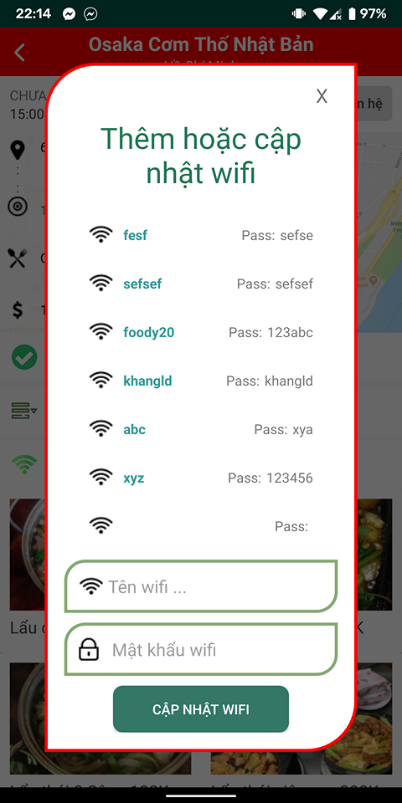 22:14
97%
Osaka Cơm Thố Nhật Bản
CHƯA
15:00
n hệ
X
Thêm hoặc cập
nhật wifi
fesf Pass: sefse
sefsef Pass: sefsef
foody20 Pass: 123abc
khangld Pass: khangld
abc Pass: xya
xyz Pass: 123456
Pass:
Tên wifi ...
Mật khẩu wifi
CẬP NHẬT WIFI